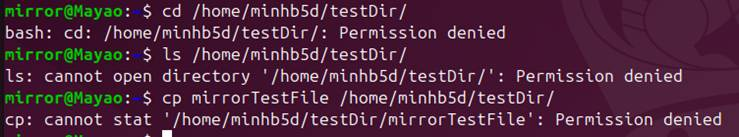 mirror@Mayao:~$ cd /home/minhb5d/testDir/
bash: cd: /home/minhb5d/testDir/: Permission denied
mirror@Mayao:~$ ls /home/minhb5d/testDir/
ls: cannot open directory '/home/minhb5d/testDir/': Permission denied
mirror@Mayao:~$ cp mirrorTestFile /home/minhb5d/testDir/
cp: cannot stat '/home/minhb5d/testDir/mirrorTestFile': Permission denied
mirror@Mayao:~$